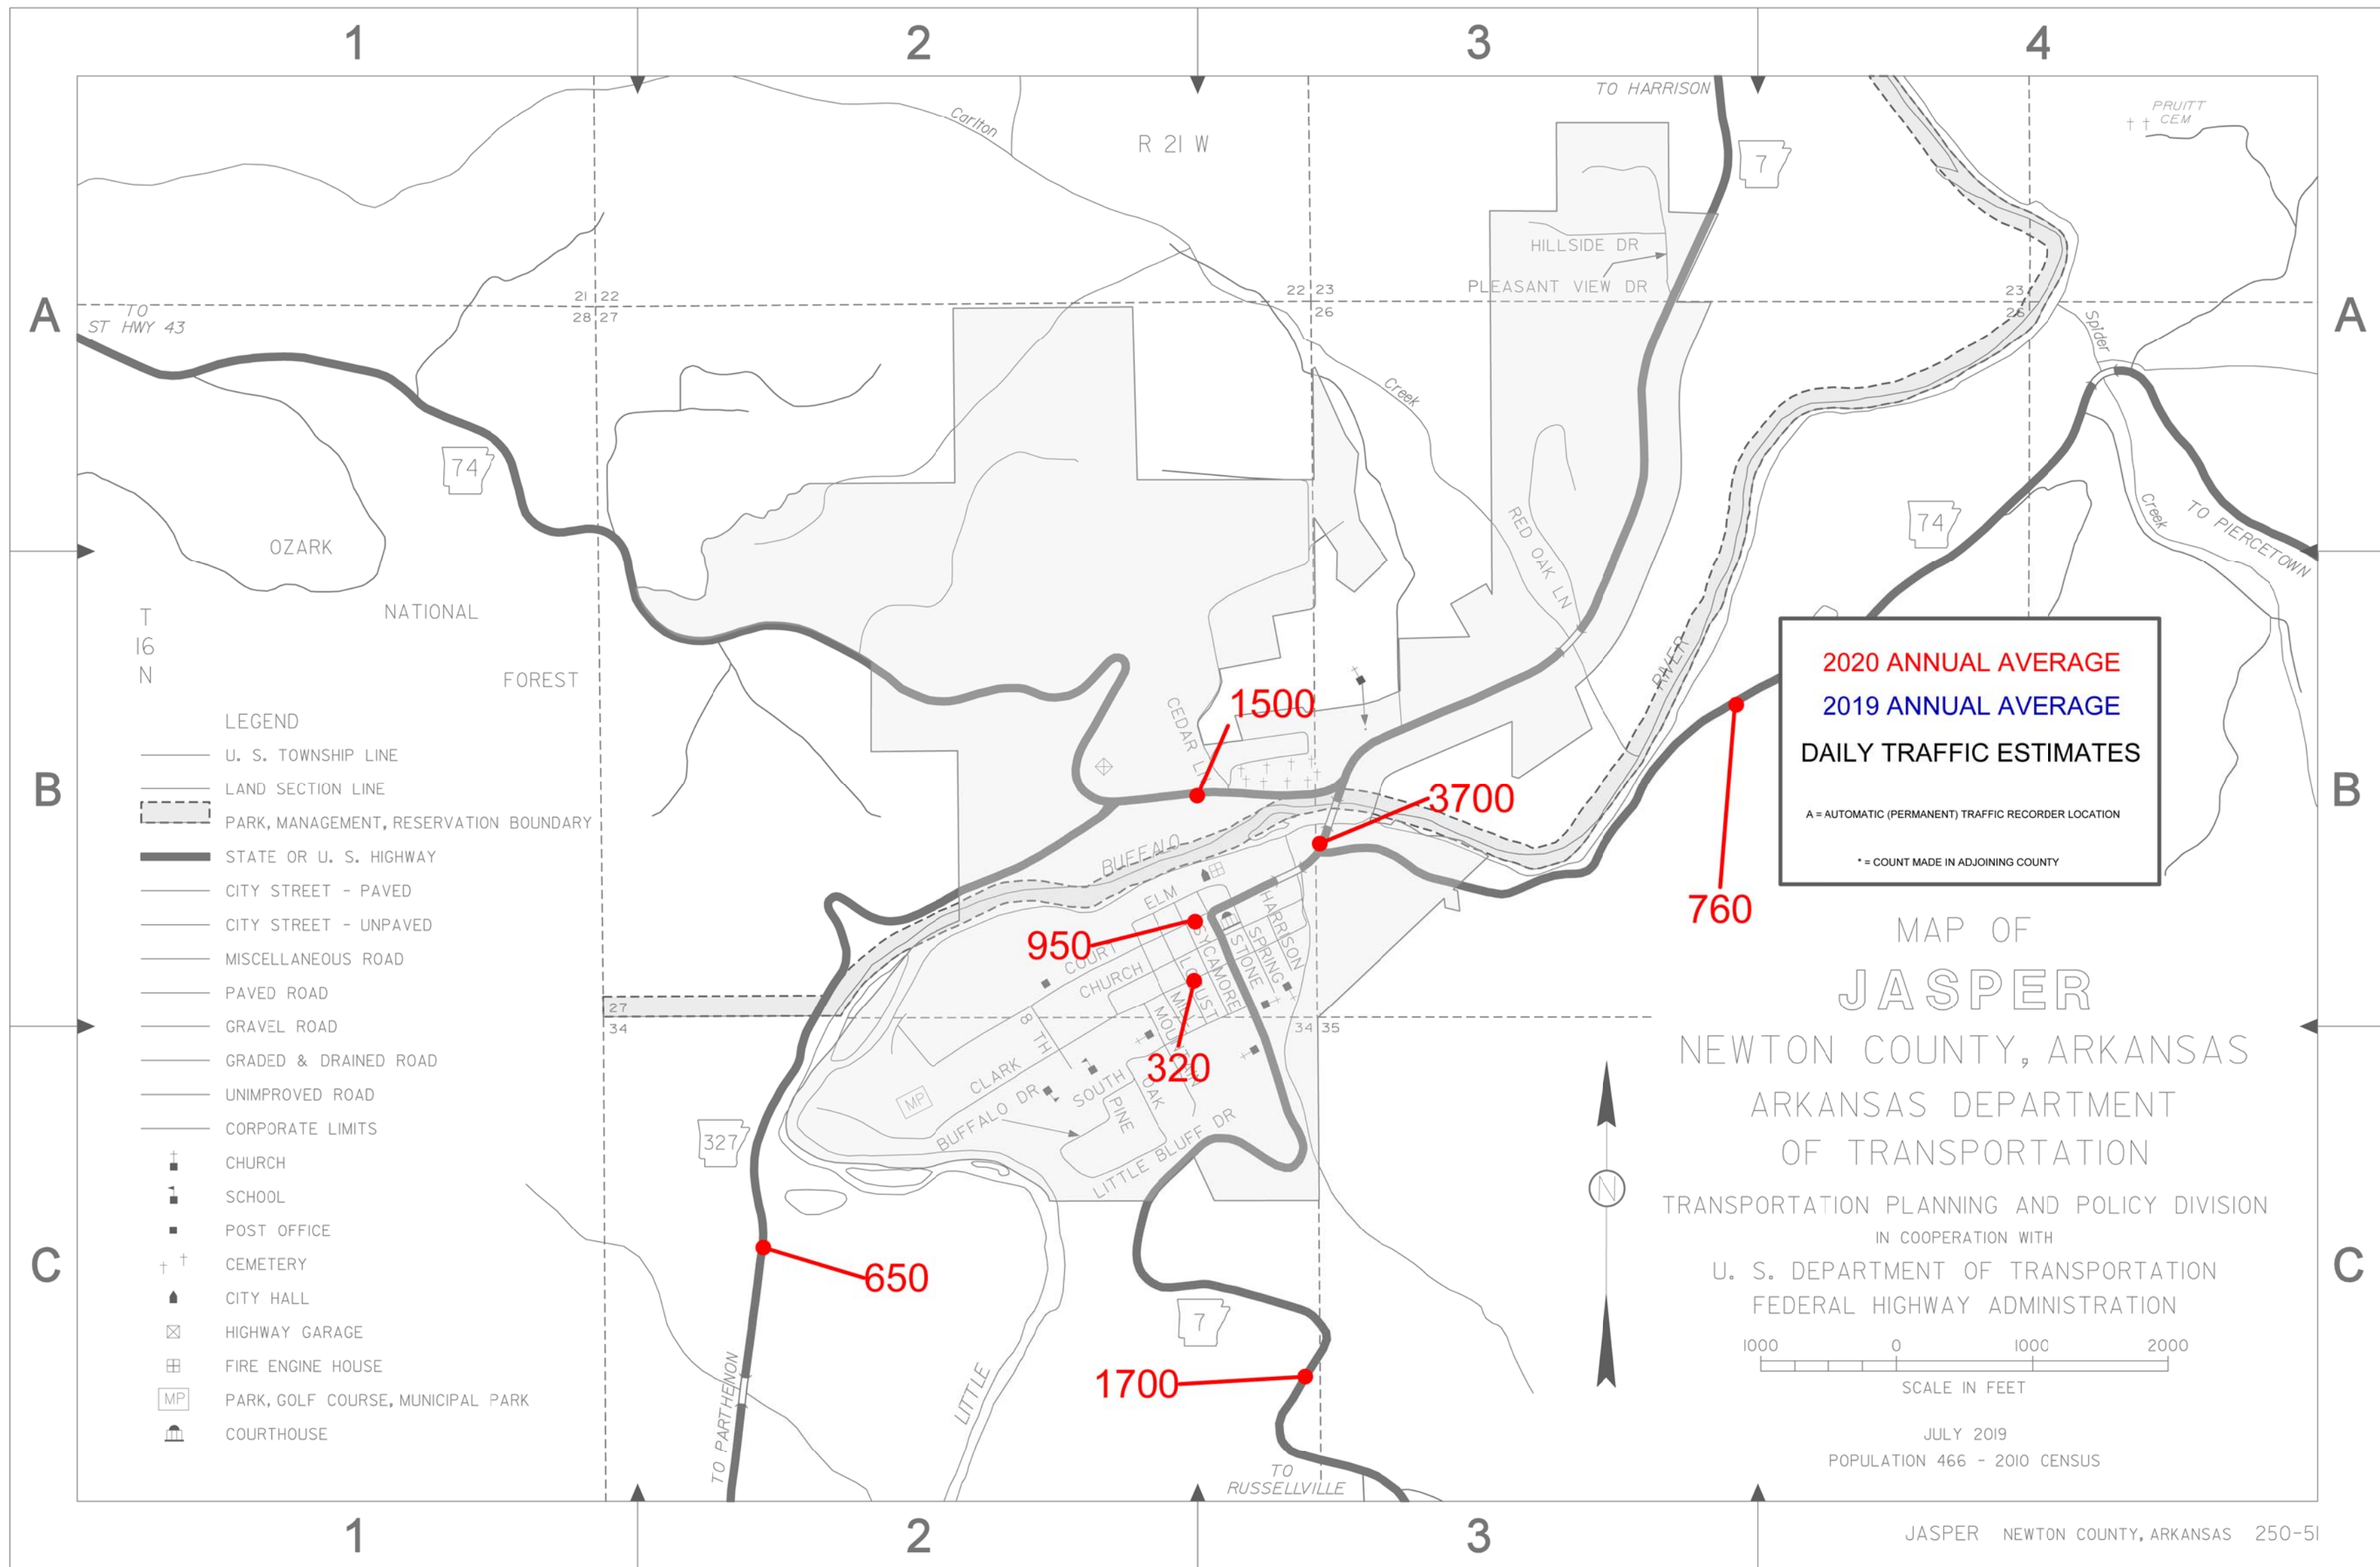 1
2
3
4
TO HARRISON
PRUITT
CEM
Carlton
R 21 W
7
HILLSIDE DR
PLEASANT VIEW DR
A
TO
ST HWY 43
21 22
28 27
22 23
26
23
26
Spider
A
Creek
74
OZARK
RED OAK LN
74
Creek
TO PIERCETOWN
NATIONAL
T
16
N
FOREST
RIVER
2020 ANNUAL AVERAGE
2019 ANNUAL AVERAGE
DAILY TRAFFIC ESTIMATES
A = AUTOMATIC (PERMANENT) TRAFFIC RECORDER LOCATION
* = COUNT MADE IN ADJOINING COUNTY
CEDAR LN
1500
3700
760
B
B
LEGEND
U. S. TOWNSHIP LINE
LAND SECTION LINE
PARK, MANAGEMENT, RESERVATION BOUNDARY
STATE OR U. S. HIGHWAY
CITY STREET - PAVED
CITY STREET - UNPAVED
MISCELLANEOUS ROAD
PAVED ROAD
GRAVEL ROAD
GRADED & DRAINED ROAD
UNIMPROVED ROAD
CORPORATE LIMITS
CHURCH
SCHOOL
POST OFFICE
CEMETERY
CITY HALL
HIGHWAY GARAGE
FIRE ENGINE HOUSE
MP PARK, GOLF COURSE, MUNICIPAL PARK
COURTHOUSE
BUFFALO
ELM
HARRISON
SPRING
STONE
SYCAMORE
950
COURT
CHURCH
LOCUST
MILL
MOUNTAIN
27
34
34 35
8 TH
320
CLARK
SOUTH
OAK
PINE
MP
BUFFALO DR
LITTLE BLUFF DR
327
C
C
650
7
1700
TO PARTHENON
LITTLE
TO
RUSSELLVILLE
MAP OF
JASPER
NEWTON COUNTY, ARKANSAS
ARKANSAS DEPARTMENT
OF TRANSPORTATION
N
TRANSPORTATION PLANNING AND POLICY DIVISION
IN COOPERATION WITH
U. S. DEPARTMENT OF TRANSPORTATION
FEDERAL HIGHWAY ADMINISTRATION
1000 0 1000 2000
SCALE IN FEET
JULY 2019
POPULATION 466 - 2010 CENSUS
1
2
3
JASPER NEWTON COUNTY, ARKANSAS 250-51